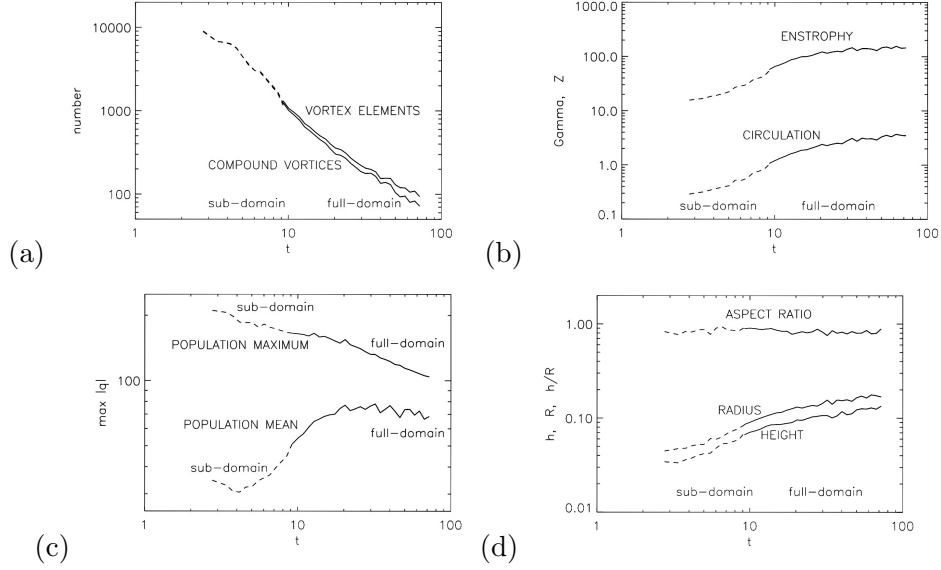 10000
1000
100
number
VORTEX ELEMENTS
COMPOUND VORTICES
sub-domain
full-domain
1
10
100
t
(a)
1000.0
100.0
10.0
1.0
0.1
Gamma, Z
ENSTROPHY
CIRCULATION
sub-domain
full-domain
1
10
100
t
(b)
100
max |q|
sub-domain
POPULATION MAXIMUM
full-domain
POPULATION MEAN
full-domain
sub-domain
1
10
100
t
(c)
1.00
0.10
0.01
h, R, h/R
ASPECT RATIO
RADIUS
HEIGHT
sub-domain
full-domain
1
10
100
t
(d)